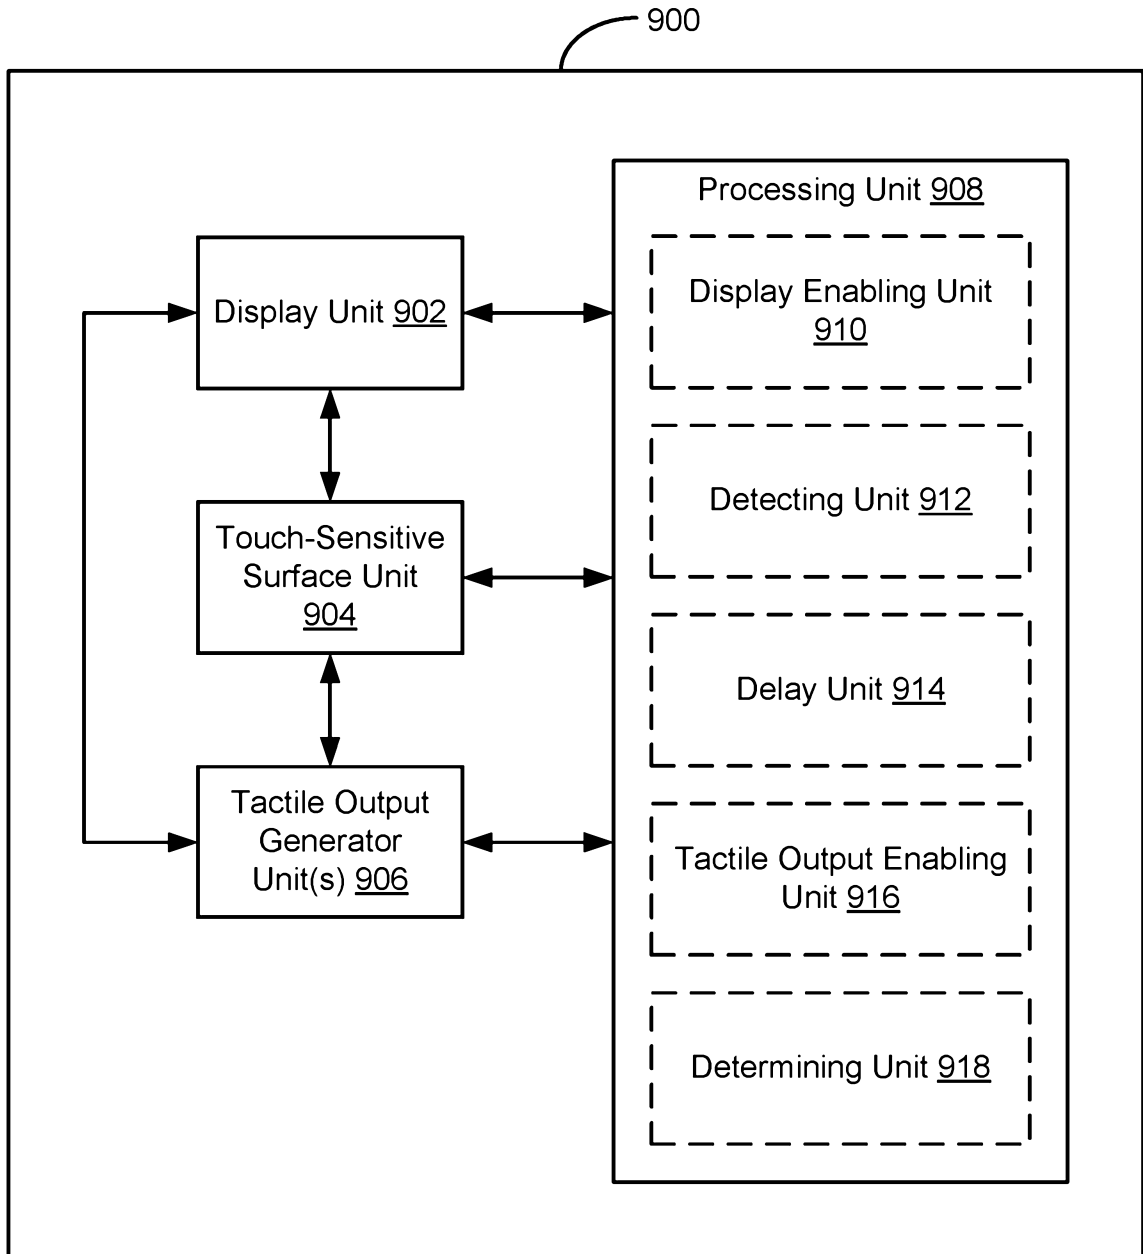 900
Processing Unit 908
Display Unit 902
Display Enabling Unit
910
Detecting Unit 912
Touch-Sensitive
Surface Unit
904
Delay Unit 914
Tactile Output
Generator
Unit(s) 906
Tactile Output Enabling
Unit 916
Determining Unit 918